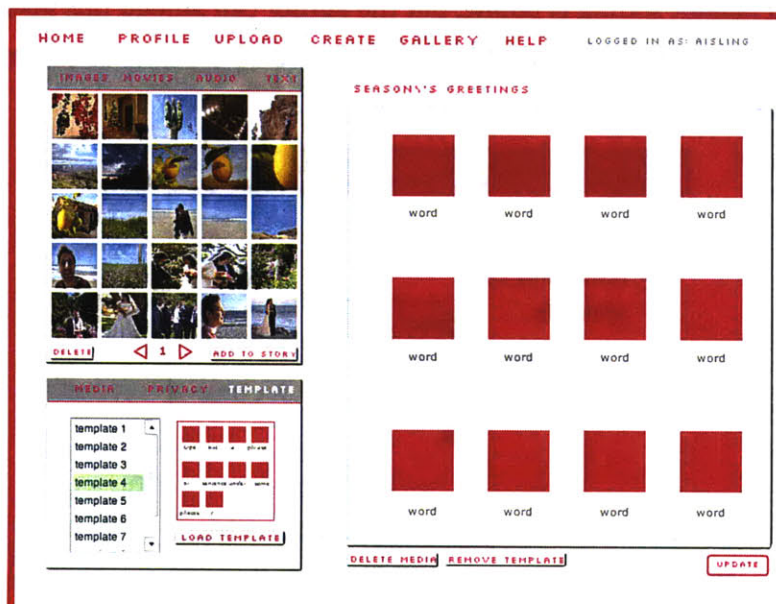 HOME PROFILE UPLOAD CREATE GALLERY HELP LOGGED IN AS: AISLING
IMAGES MOVIES AUDIO TEXT
DELETE 1 ADD TO STORY
MEDIA PRIVACY TEMPLATE
template 1
template 2
template 3
template 4
template 5
template 6
template 7
LOAD TEMPLATE
SEASON\'S GREETINGS
word word word word
word word word word
word word word word
DELETE MEDIA REMOVE TEMPLATE UPDATE